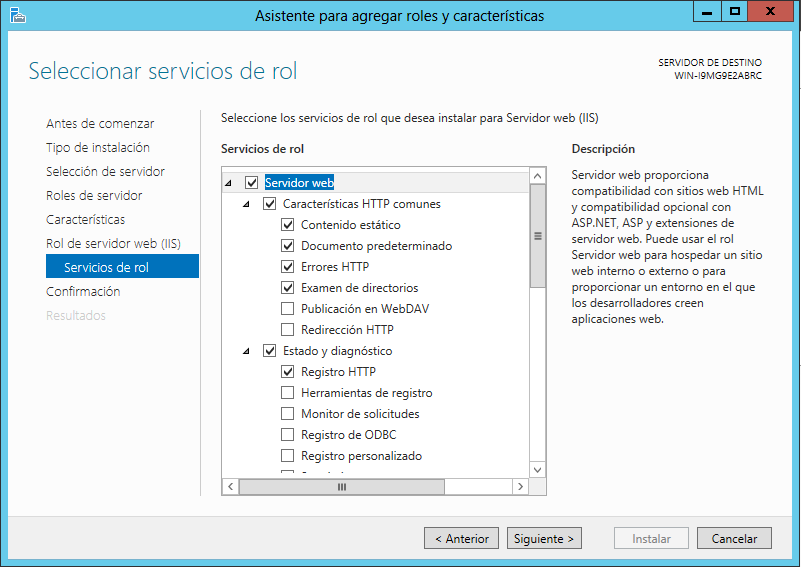 Asistente para agregar roles y características
Seleccionar servicios de rol
SERVIDOR DE DESTINO
WIN-I9MG9E2ABRC
Antes de comenzar
Tipo de instalación
Selección de servidor
Roles de servidor
Características
Rol de servidor web (IIS)
Servicios de rol
Confirmación
Resultados
Seleccione los servicios de rol que desea instalar para Servidor web (IIS)
Servicios de rol
Servidor web
Características HTTP comunes
Contenido estático
Documento predeterminado
Errores HTTP
Examen de directorios
Publicación en WebDAV
Redirección HTTP
Estado y diagnóstico
Registro HTTP
Herramientas de registro
Monitor de solicitudes
Registro de ODBC
Registro personalizado
Descripción
Servidor web proporciona
compatibilidad con sitios web HTML
y compatibilidad opcional con
ASP.NET, ASP y extensiones de
servidor web. Puede usar el rol
Servidor web para hospedar un sitio
web interno o externo o para
proporcionar un entorno en el que
los desarrolladores creen
aplicaciones web.
< Anterior
Siguiente >
Instalar
Cancelar